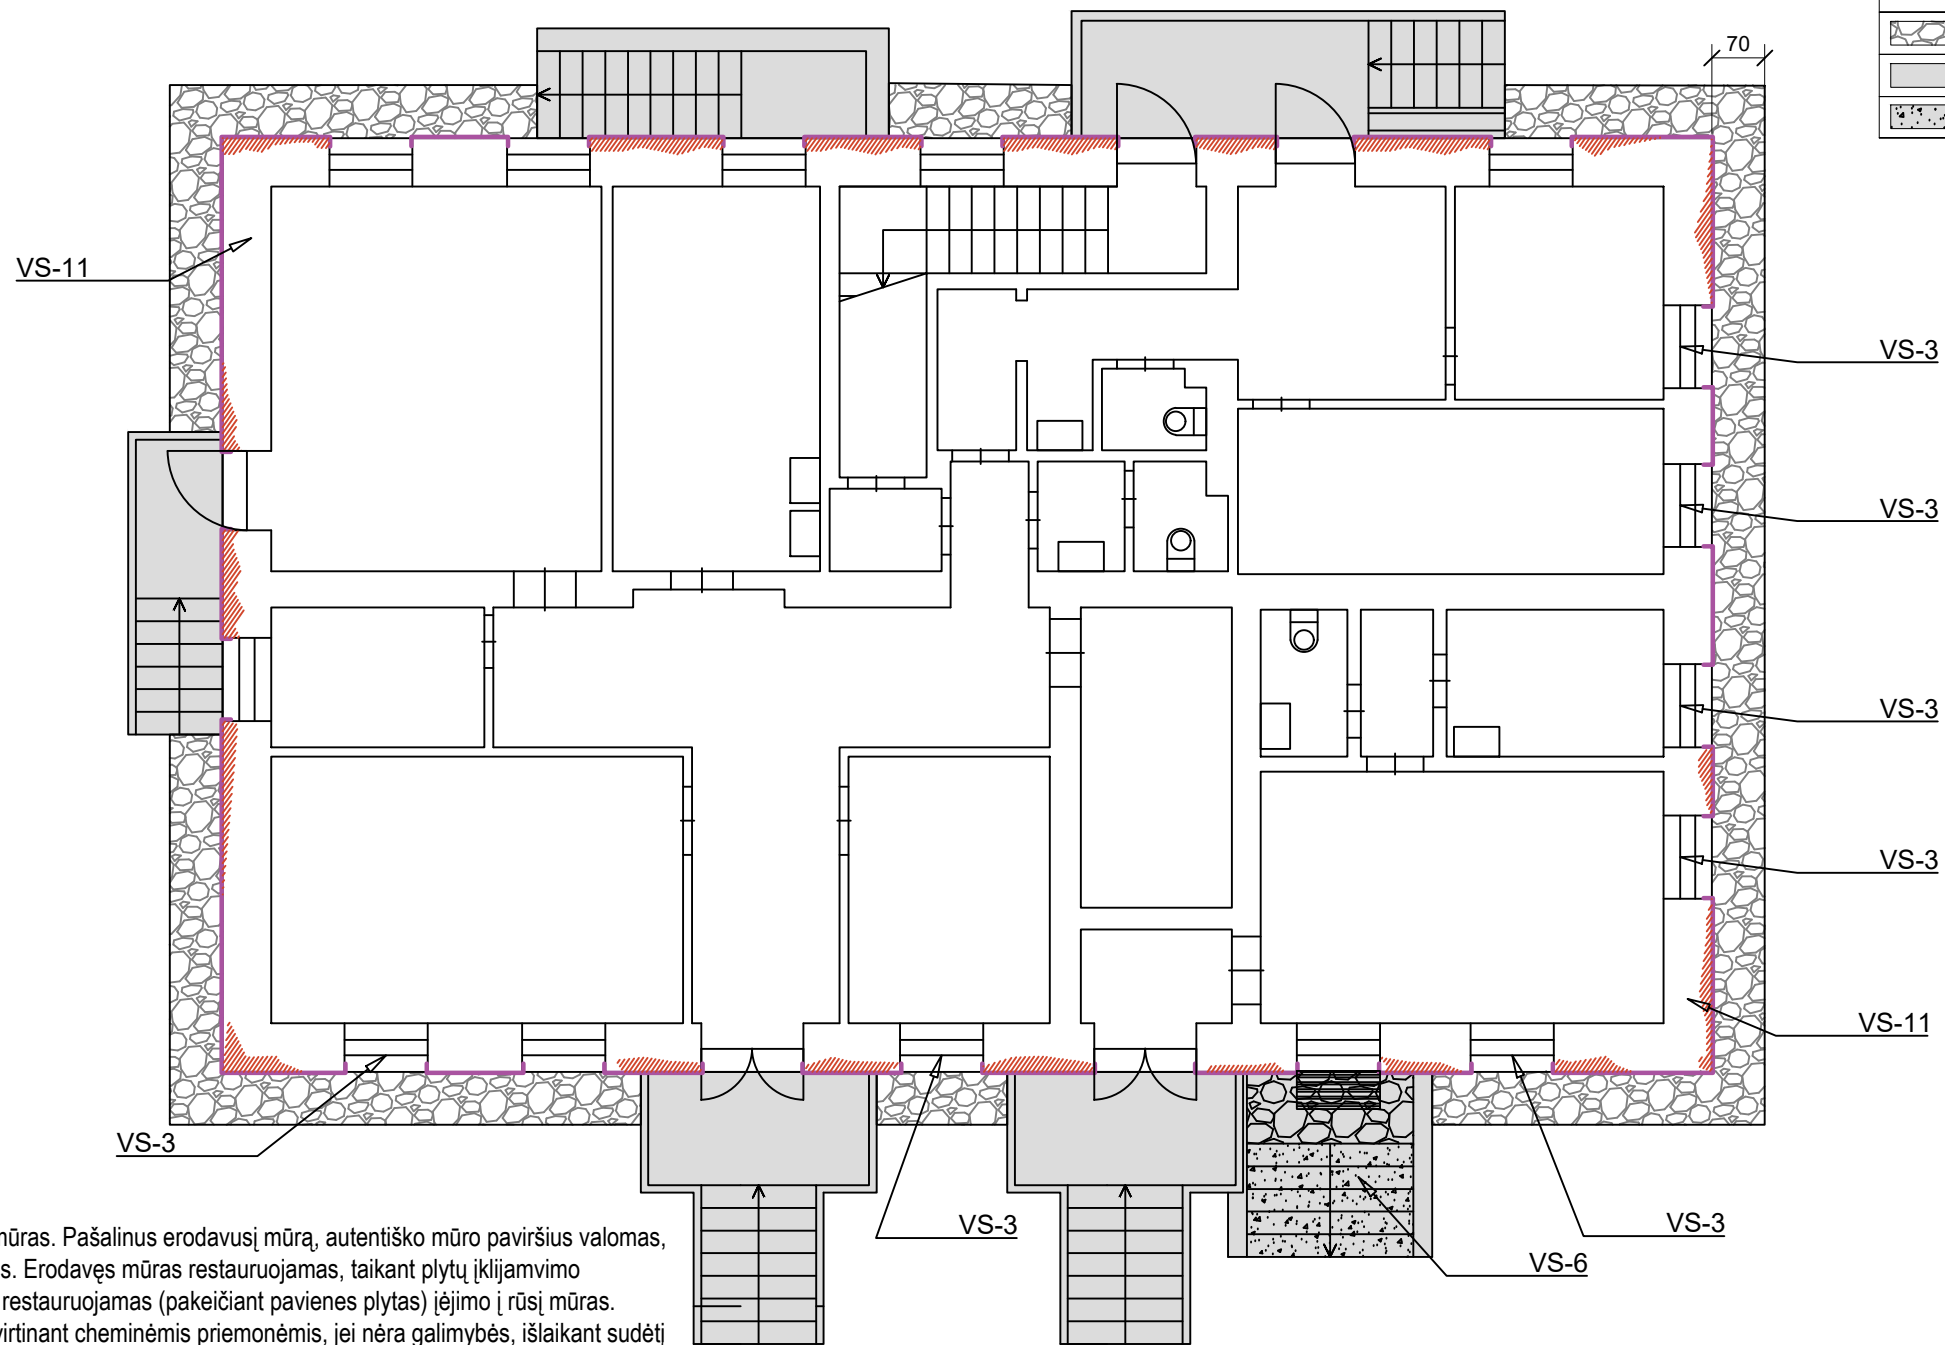 70
VS-11
VS-3
VS-3
VS-3
VS-3
VS-11
VS-3
VS-3
VS-3
VS-6
mūras. Pašalinus erodavusį mūrą, autentiško mūro paviršius valomas,
s. Erodavęs mūras restauruojamas, taikant plytų įklijamvimo
restauruojamas (pakeičiant pavienes plytas) įėjimo į rūsį mūras.
virtinant cheminėmis priemonėmis, jei nėra galimybės, išlaikant sudėtį